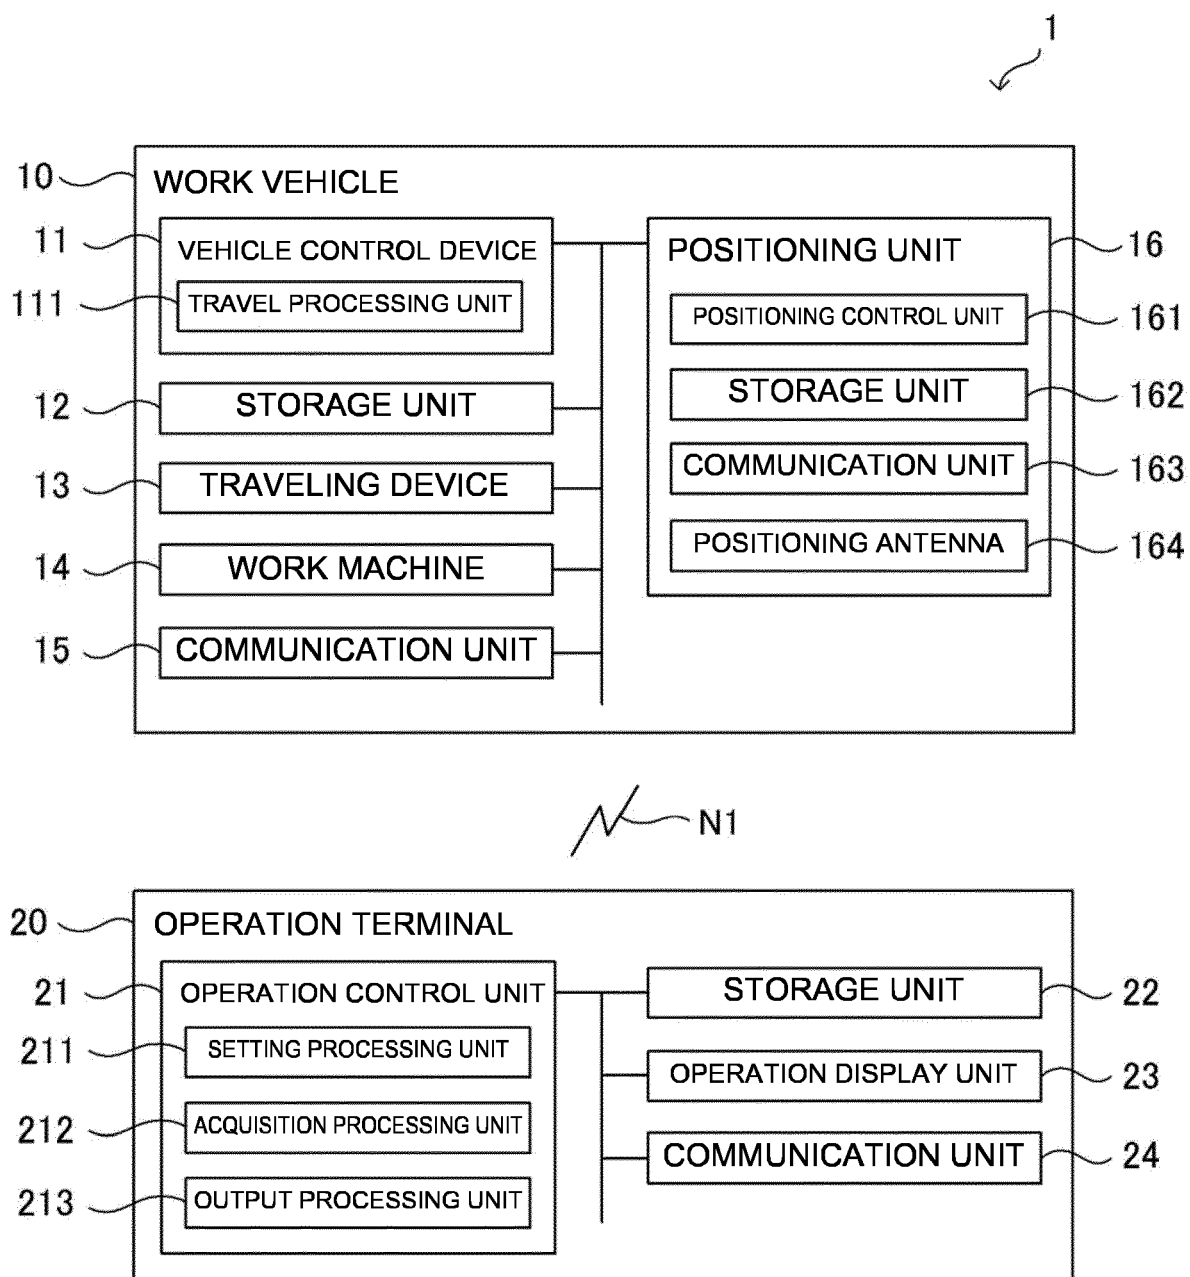 1
10 WORK VEHICLE
11 VEHICLE CONTROL DEVICE
111 TRAVEL PROCESSING UNIT
12 STORAGE UNIT
13 TRAVELING DEVICE
14 WORK MACHINE
15 COMMUNICATION UNIT
POSITIONING UNIT 16
POSITIONING CONTROL UNIT 161
STORAGE UNIT 162
COMMUNICATION UNIT 163
POSITIONING ANTENNA 164
N1
20 OPERATION TERMINAL
21 OPERATION CONTROL UNIT
211 SETTING PROCESSING UNIT
212 ACQUISITION PROCESSING UNIT
213 OUTPUT PROCESSING UNIT
STORAGE UNIT 22
OPERATION DISPLAY UNIT 23
COMMUNICATION UNIT 24